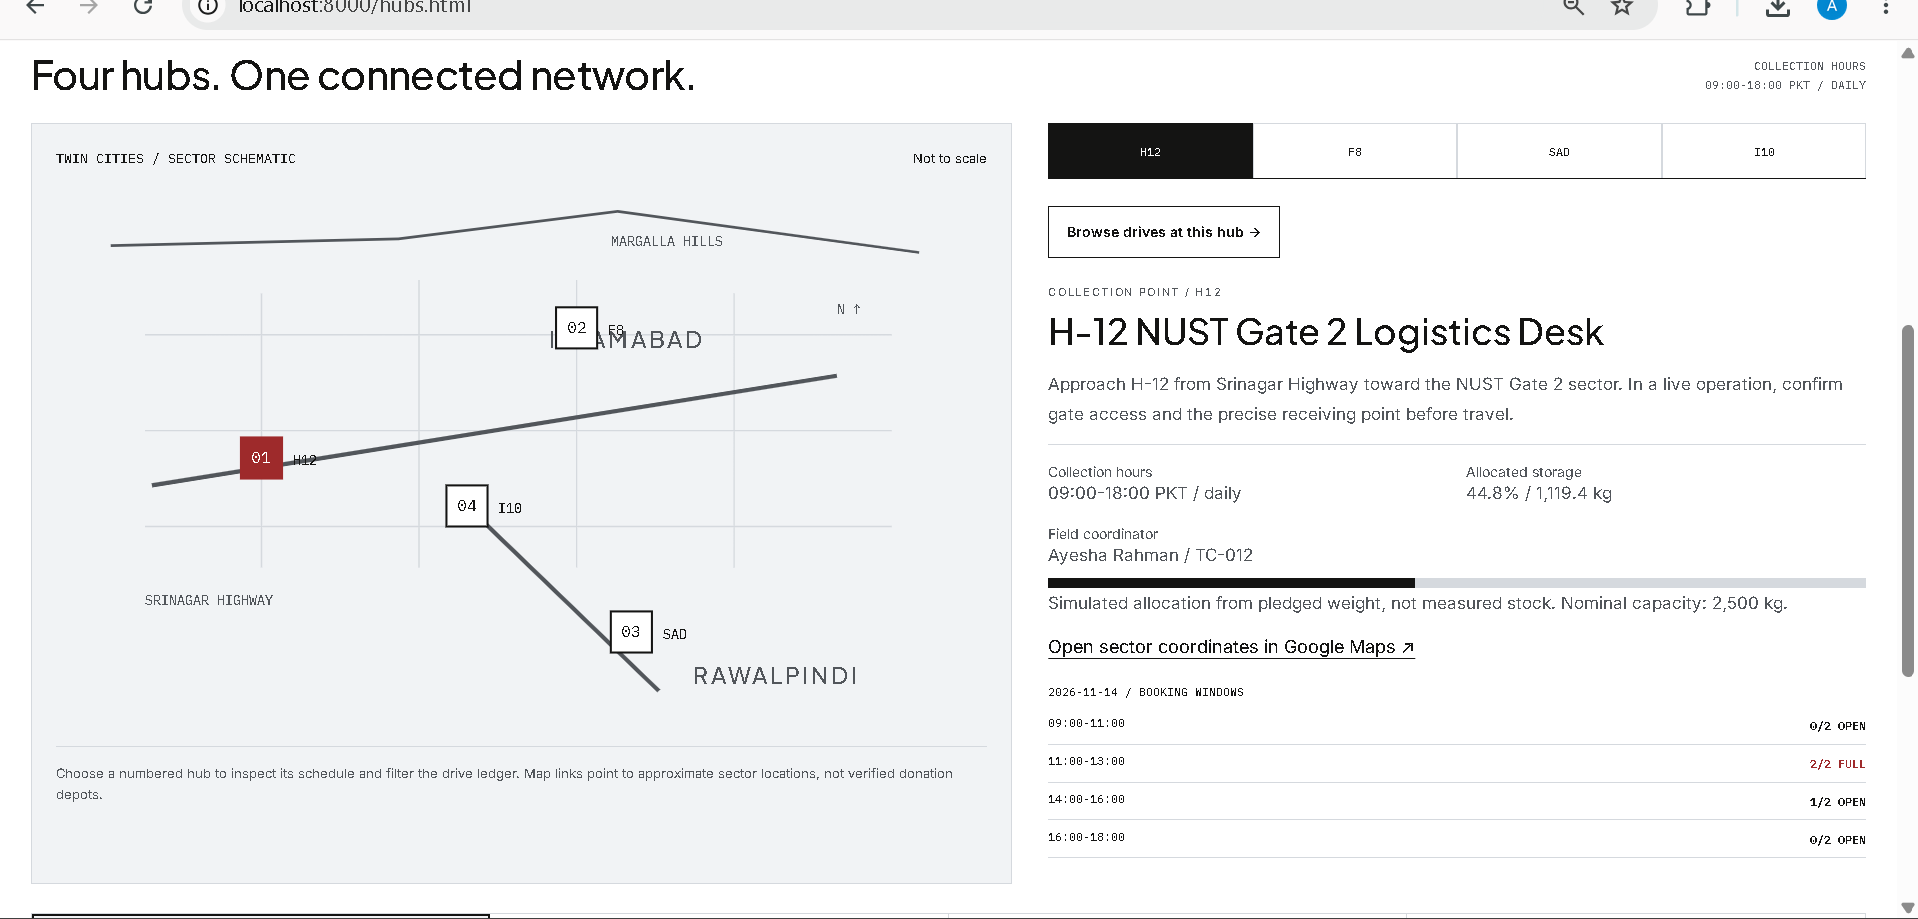 localhost:8000/hubs.html
A
Four hubs. One connected network.
COLLECTION HOURS
09:00-18:00 PKT / DAILY
TWIN CITIES / SECTOR SCHEMATIC
Not to scale
MARGALLA HILLS
N ↑
02
F8
01
H12
04
I10
SRINAGAR HIGHWAY
03
SAD
RAWALPINDI
Choose a numbered hub to inspect its schedule and filter the drive ledger. Map links point to approximate sector locations, not verified donation
depots.
H12
F8
SAD
I10
Browse drives at this hub →
COLLECTION POINT / H12
H-12 NUST Gate 2 Logistics Desk
Approach H-12 from Srinagar Highway toward the NUST Gate 2 sector. In a live operation, confirm
gate access and the precise receiving point before travel.
Collection hours
09:00-18:00 PKT / daily
Allocated storage
44.8% / 1,119.4 kg
Field coordinator
Ayesha Rahman / TC-012
Simulated allocation from pledged weight, not measured stock. Nominal capacity: 2,500 kg.
Open sector coordinates in Google Maps ↗
2026-11-14 / BOOKING WINDOWS
09:00-11:00
0/2 OPEN
11:00-13:00
2/2 FULL
14:00-16:00
1/2 OPEN
16:00-18:00
0/2 OPEN